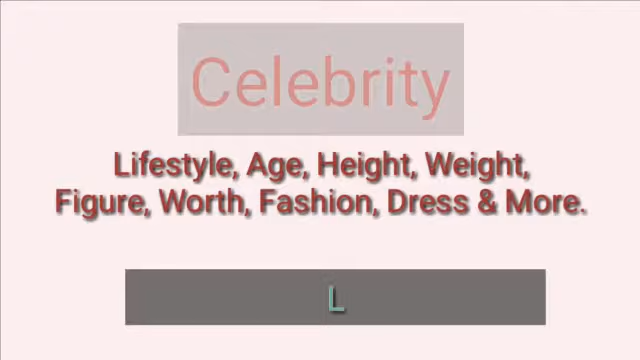 Celebrity
Lifestyle, Age, Height, Weight,
Figure, Worth, Fashion, Dress & More.
L